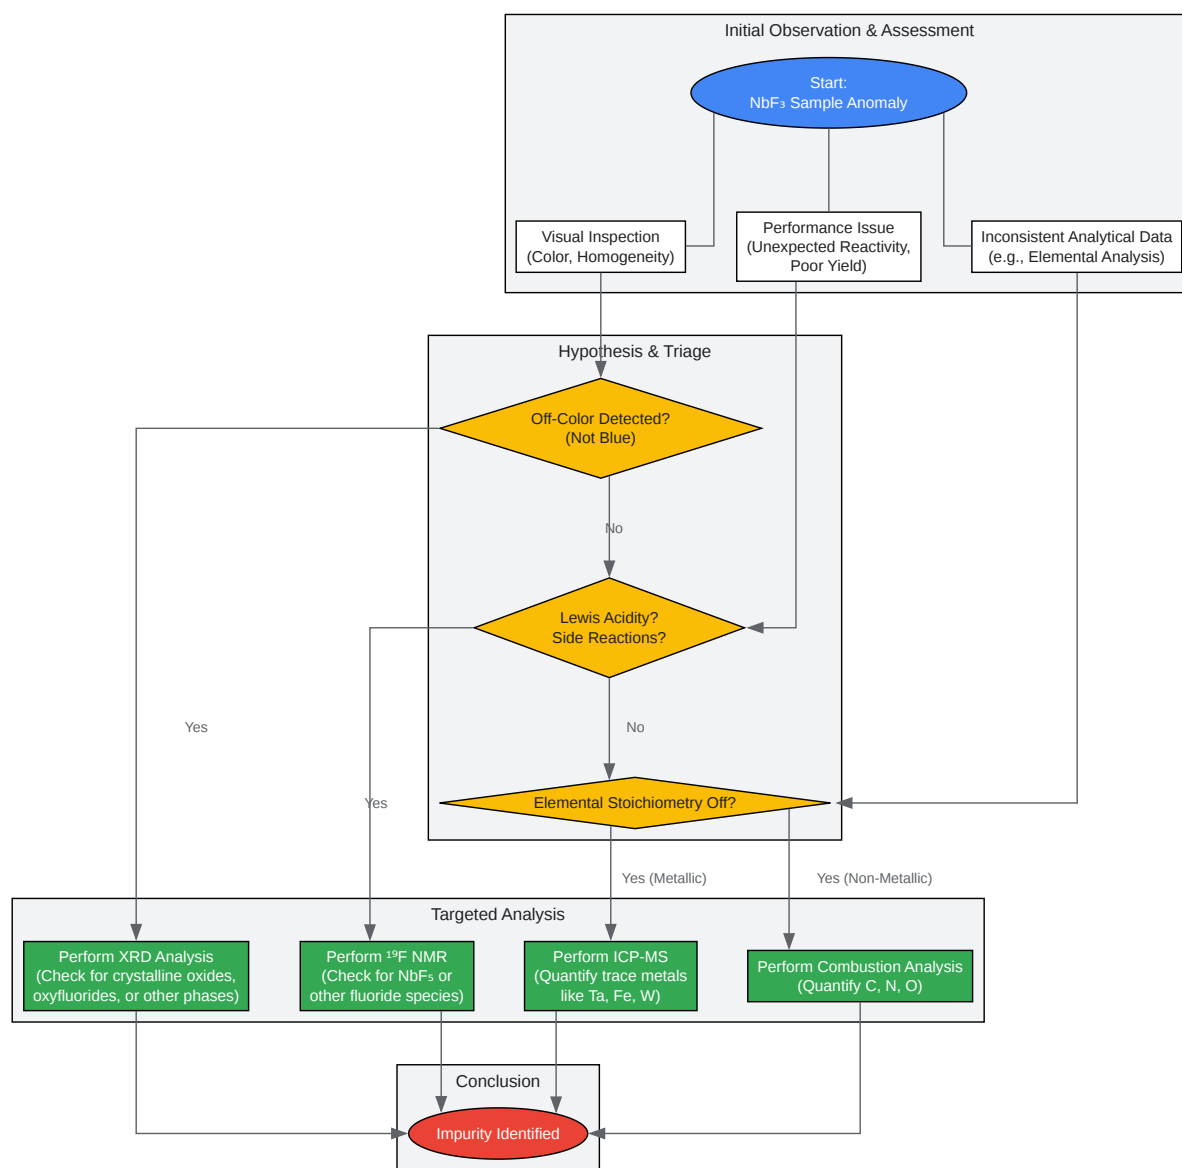 Initial Observation & Assessment
Start:
NbF₃ Sample Anomaly
Visual Inspection
(Color, Homogeneity)
Performance Issue
(Unexpected Reactivity,
Poor Yield)
Inconsistent Analytical Data
(e.g., Elemental Analysis)
Hypothesis & Triage
Off-Color Detected?
(Not Blue)
No
Lewis Acidity?
Side Reactions?
Yes
No
Yes
Elemental Stoichiometry Off?
Yes (Metallic)
Yes (Non-Metallic)
Targeted Analysis
Perform XRD Analysis
(Check for crystalline oxides,
oxyfluorides, or other phases)
Perform ¹⁹F NMR
(Check for NbF₅ or
other fluoride species)
Perform ICP-MS
(Quantify trace metals
like Ta, Fe, W)
Perform Combustion Analysis
(Quantify C, N, O)
Conclusion
Impurity Identified